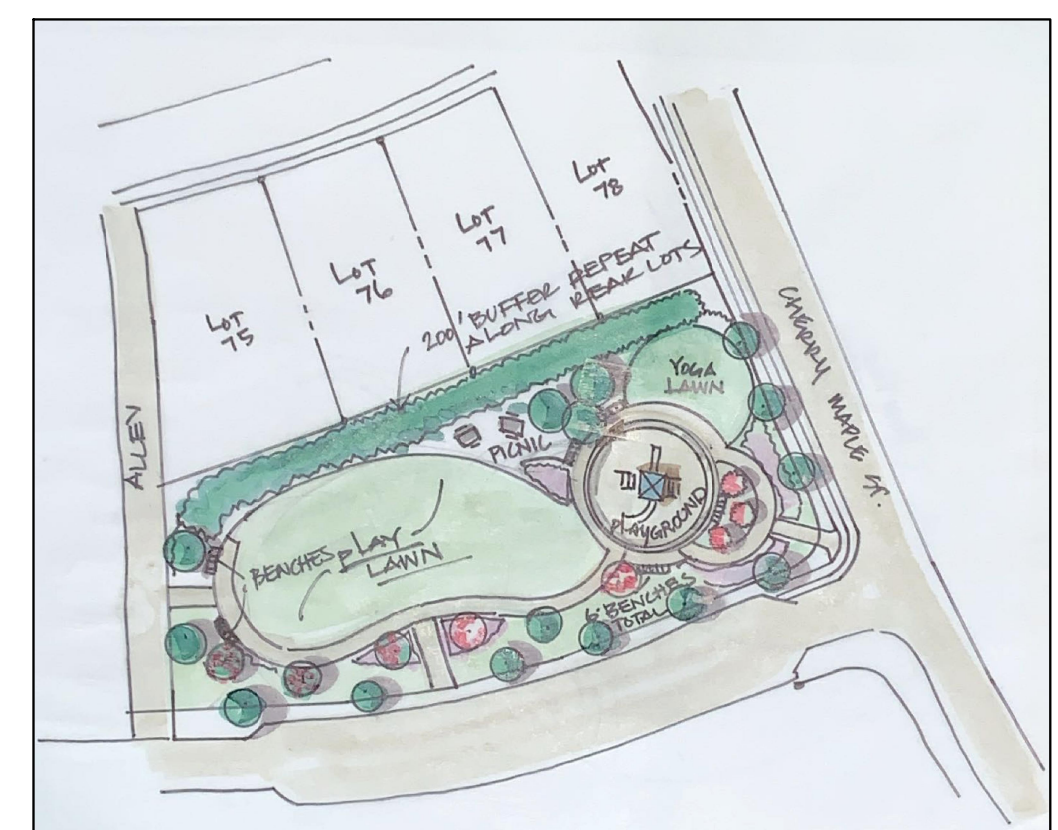 LOT
78
LOT
77
LOT
76
LOT
75
200' BUFFER REPEAT
ALONG REAR LOTS
CHERRY MAPLE ST.
YOGA
LAWN
ALLEY
PICNIC
PLAYGROUND
BENCHES
PLAY
LAWN
6' BENCHES
TOTAL